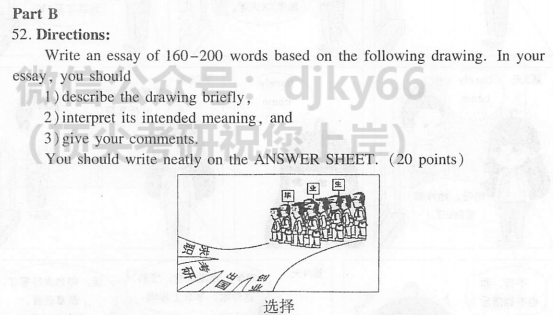 Part B
52. Directions:
Write an essay of 160-200 words based on the following drawing. In your
essay, you should
微信公众号：djky66
1) describe the drawing briefly,
2) interpret its intended meaning, and
(顶尖考研祝您上岸)
3) give your comments.
You should write neatly on the ANSWER SHEET. (20 points)
毕 业 生
求职
考研
出国
创业
选择